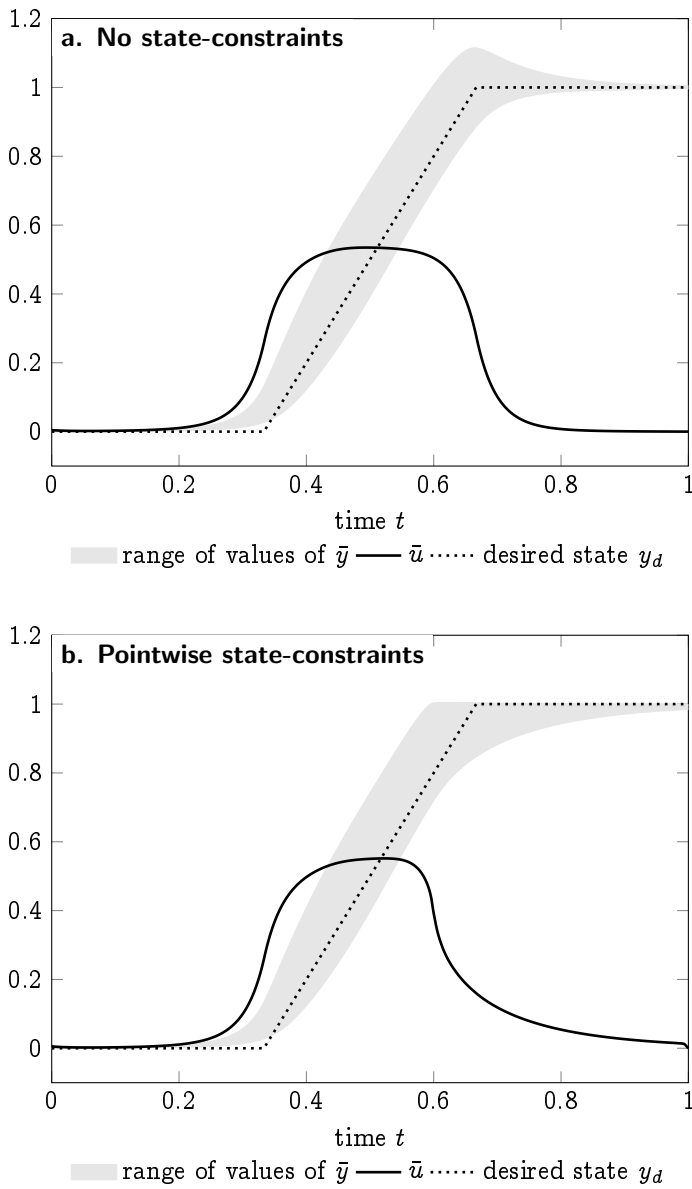 a. No state-constraints
1.2
1
0.8
0.6
0.4
0.2
0
0 0.2 0.4 0.6 0.8 1
time t
range of values of ȳ ū desired state y_d
b. Pointwise state-constraints
1.2
1
0.8
0.6
0.4
0.2
0
0 0.2 0.4 0.6 0.8 1
time t
range of values of ȳ ū desired state y_d